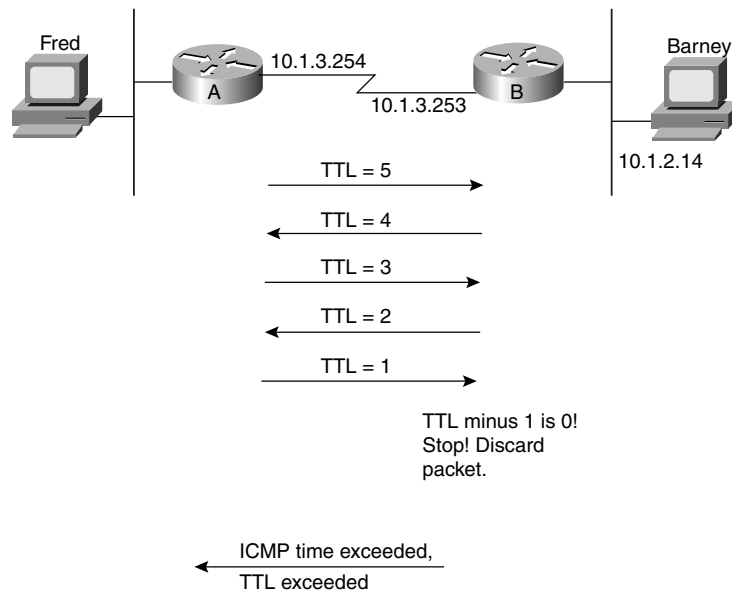 Fred
Barney
10.1.3.254
A
B
10.1.3.253
10.1.2.14
TTL = 5
TTL = 4
TTL = 3
TTL = 2
TTL = 1
TTL minus 1 is 0!
Stop! Discard
packet.
ICMP time exceeded,
TTL exceeded